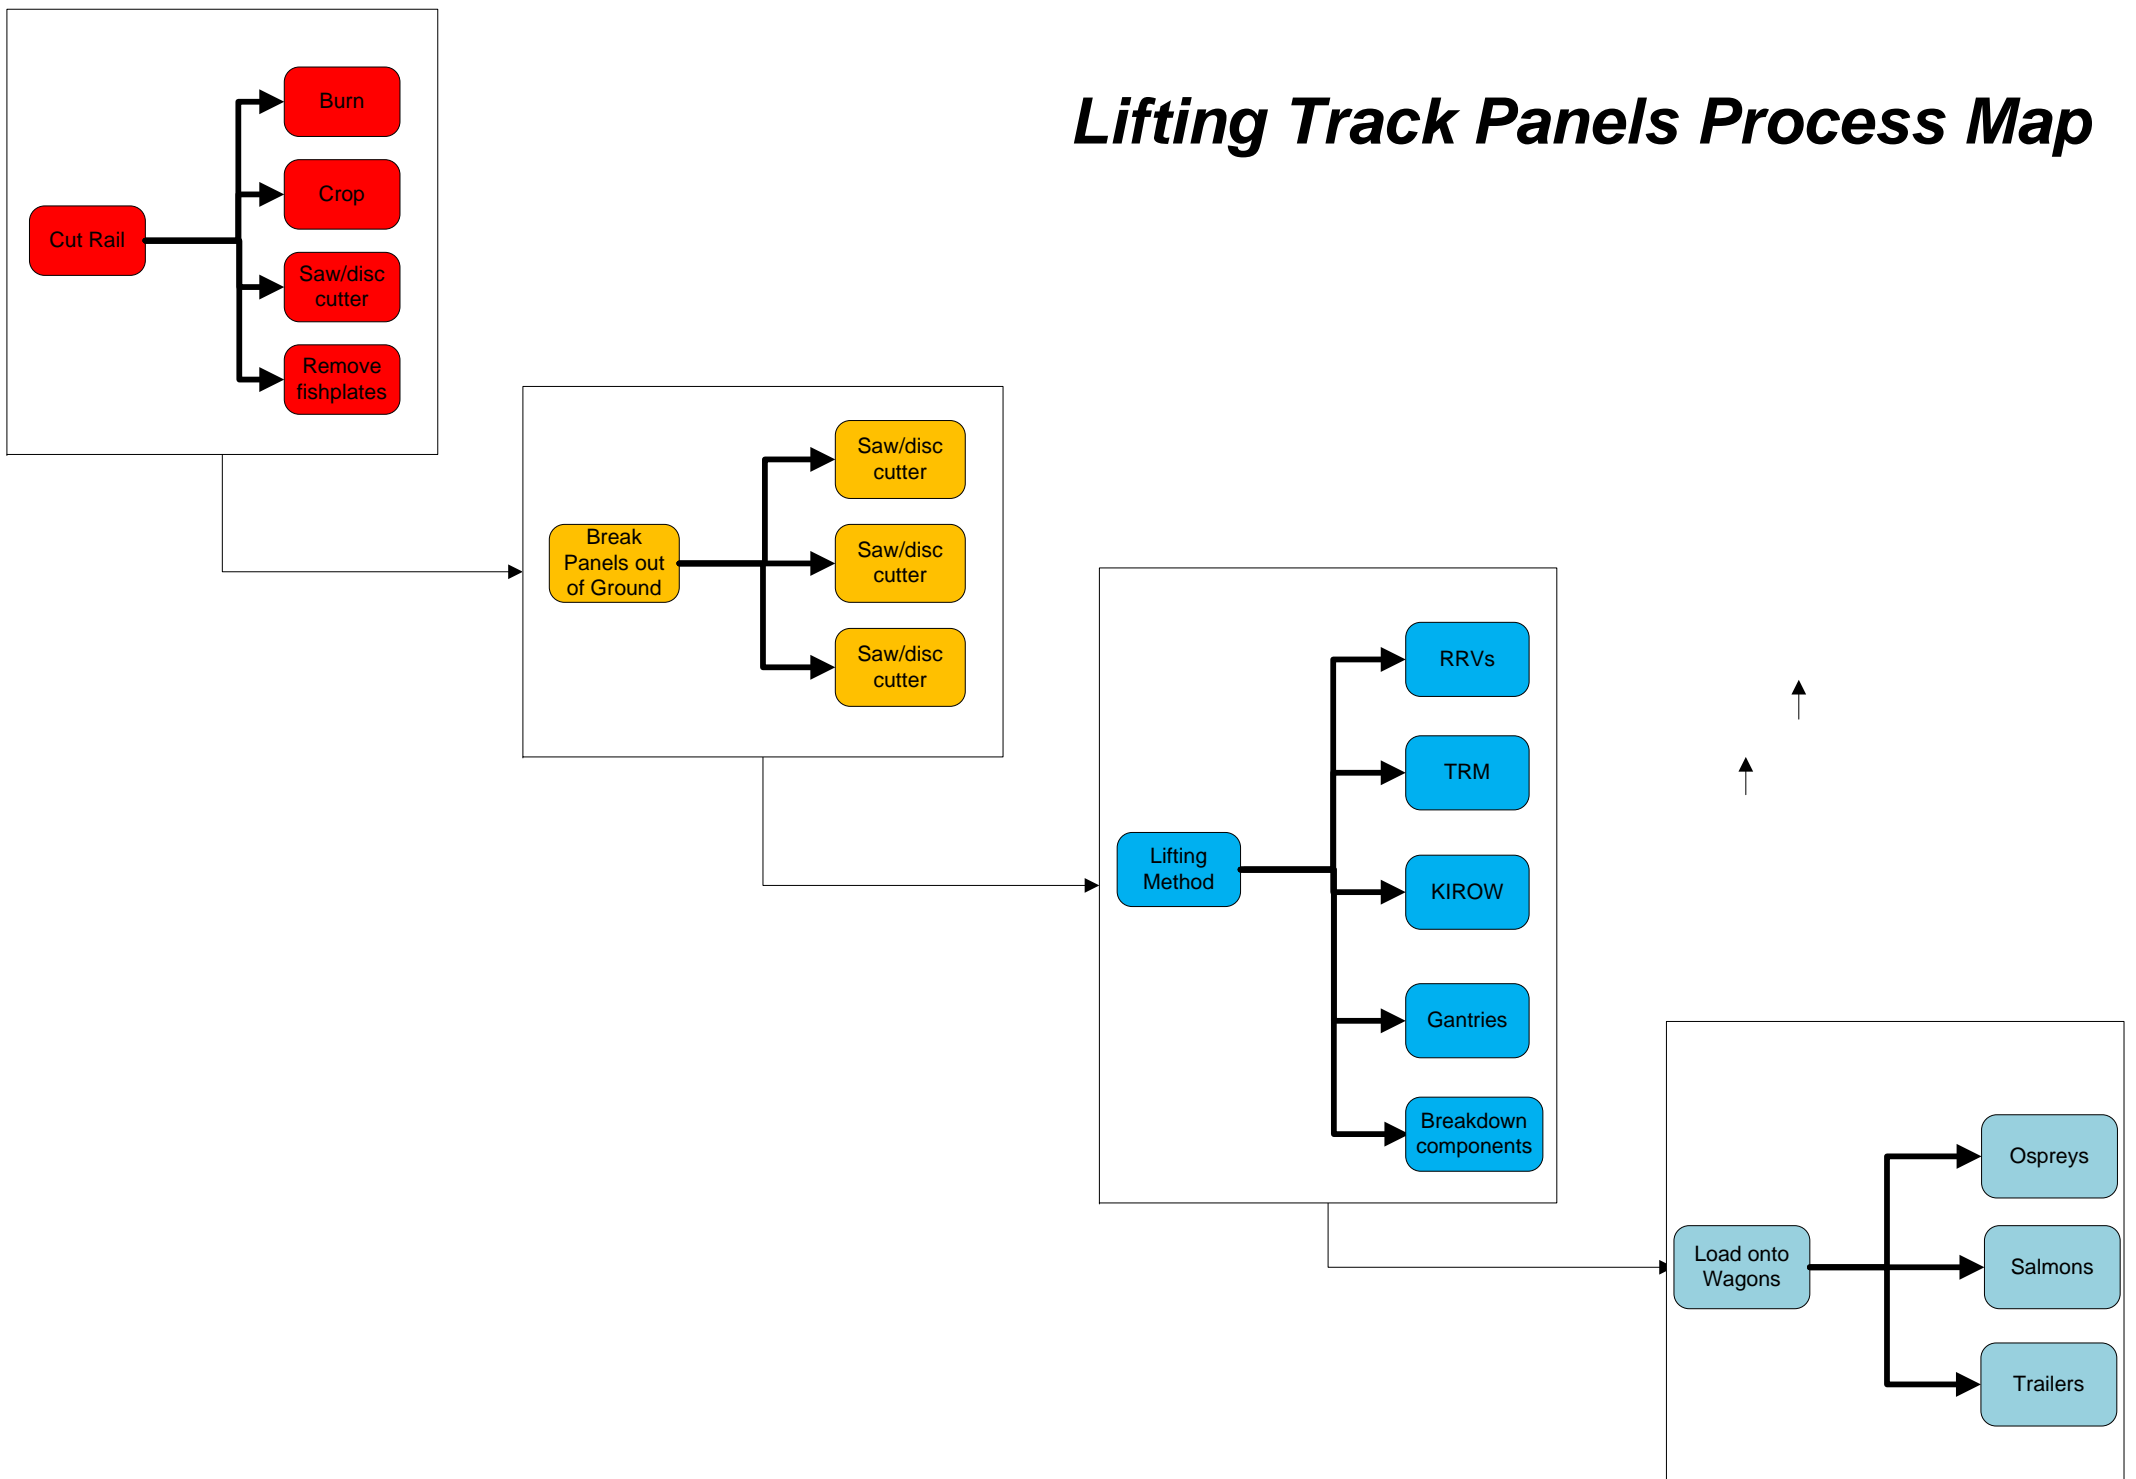 Lifting Track Panels Process Map
Cut Rail
Burn
Crop
Saw/disc
cutter
Remove
fishplates
Break
Panels out
of Ground
Saw/disc
cutter
Saw/disc
cutter
Saw/disc
cutter
Lifting
Method
RRVs
TRM
KIROW
Gantries
Breakdown
components
Load onto
Wagons
Ospreys
Salmons
Trailers